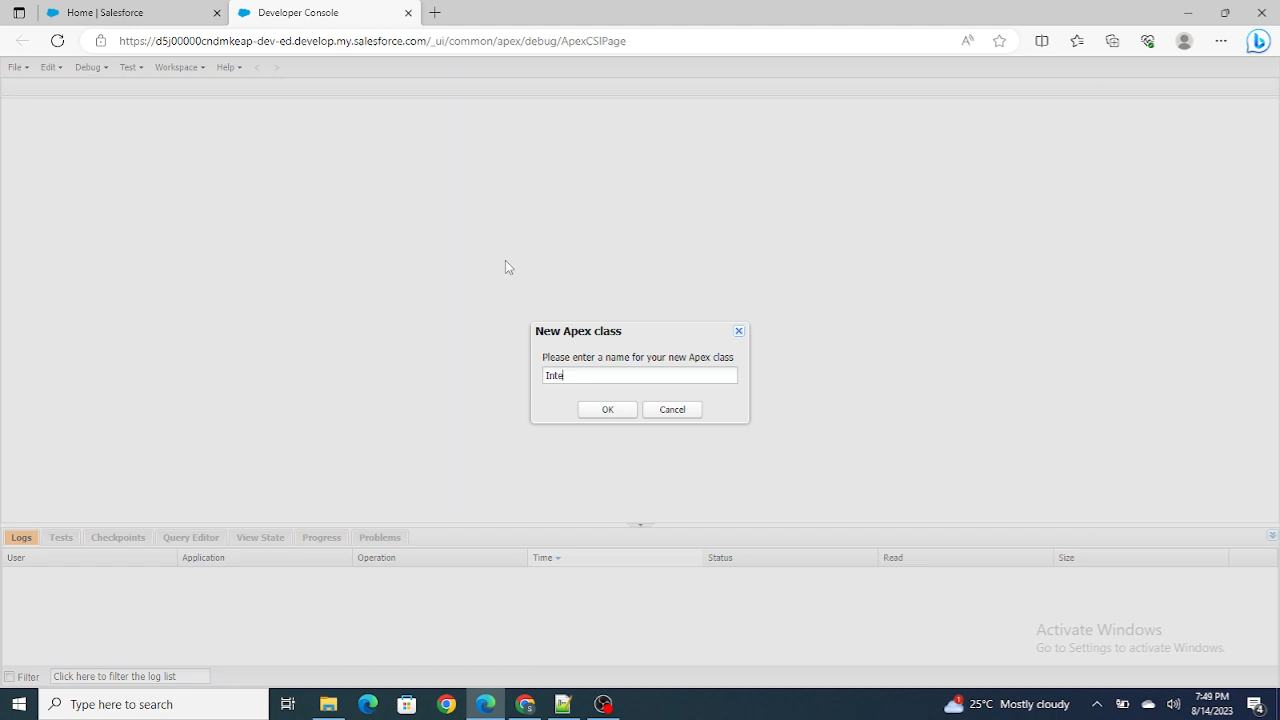 Home | Salesforce
Developer Console
https://d5j00000cndmkeap-dev-ed.develop.my.salesforce.com/_ui/common/apex/debug/ApexCSIPage
File Edit Debug Test Workspace Help < >
New Apex class
Please enter a name for your new Apex class
Inte
OK Cancel
Logs Tests Checkpoints Query Editor View State Progress Problems
User Application Operation Time Status Read Size
Activate Windows
Go to Settings to activate Windows.
Filter Click here to filter the log list
Type here to search
25°C Mostly cloudy
7:49 PM
8/14/2023